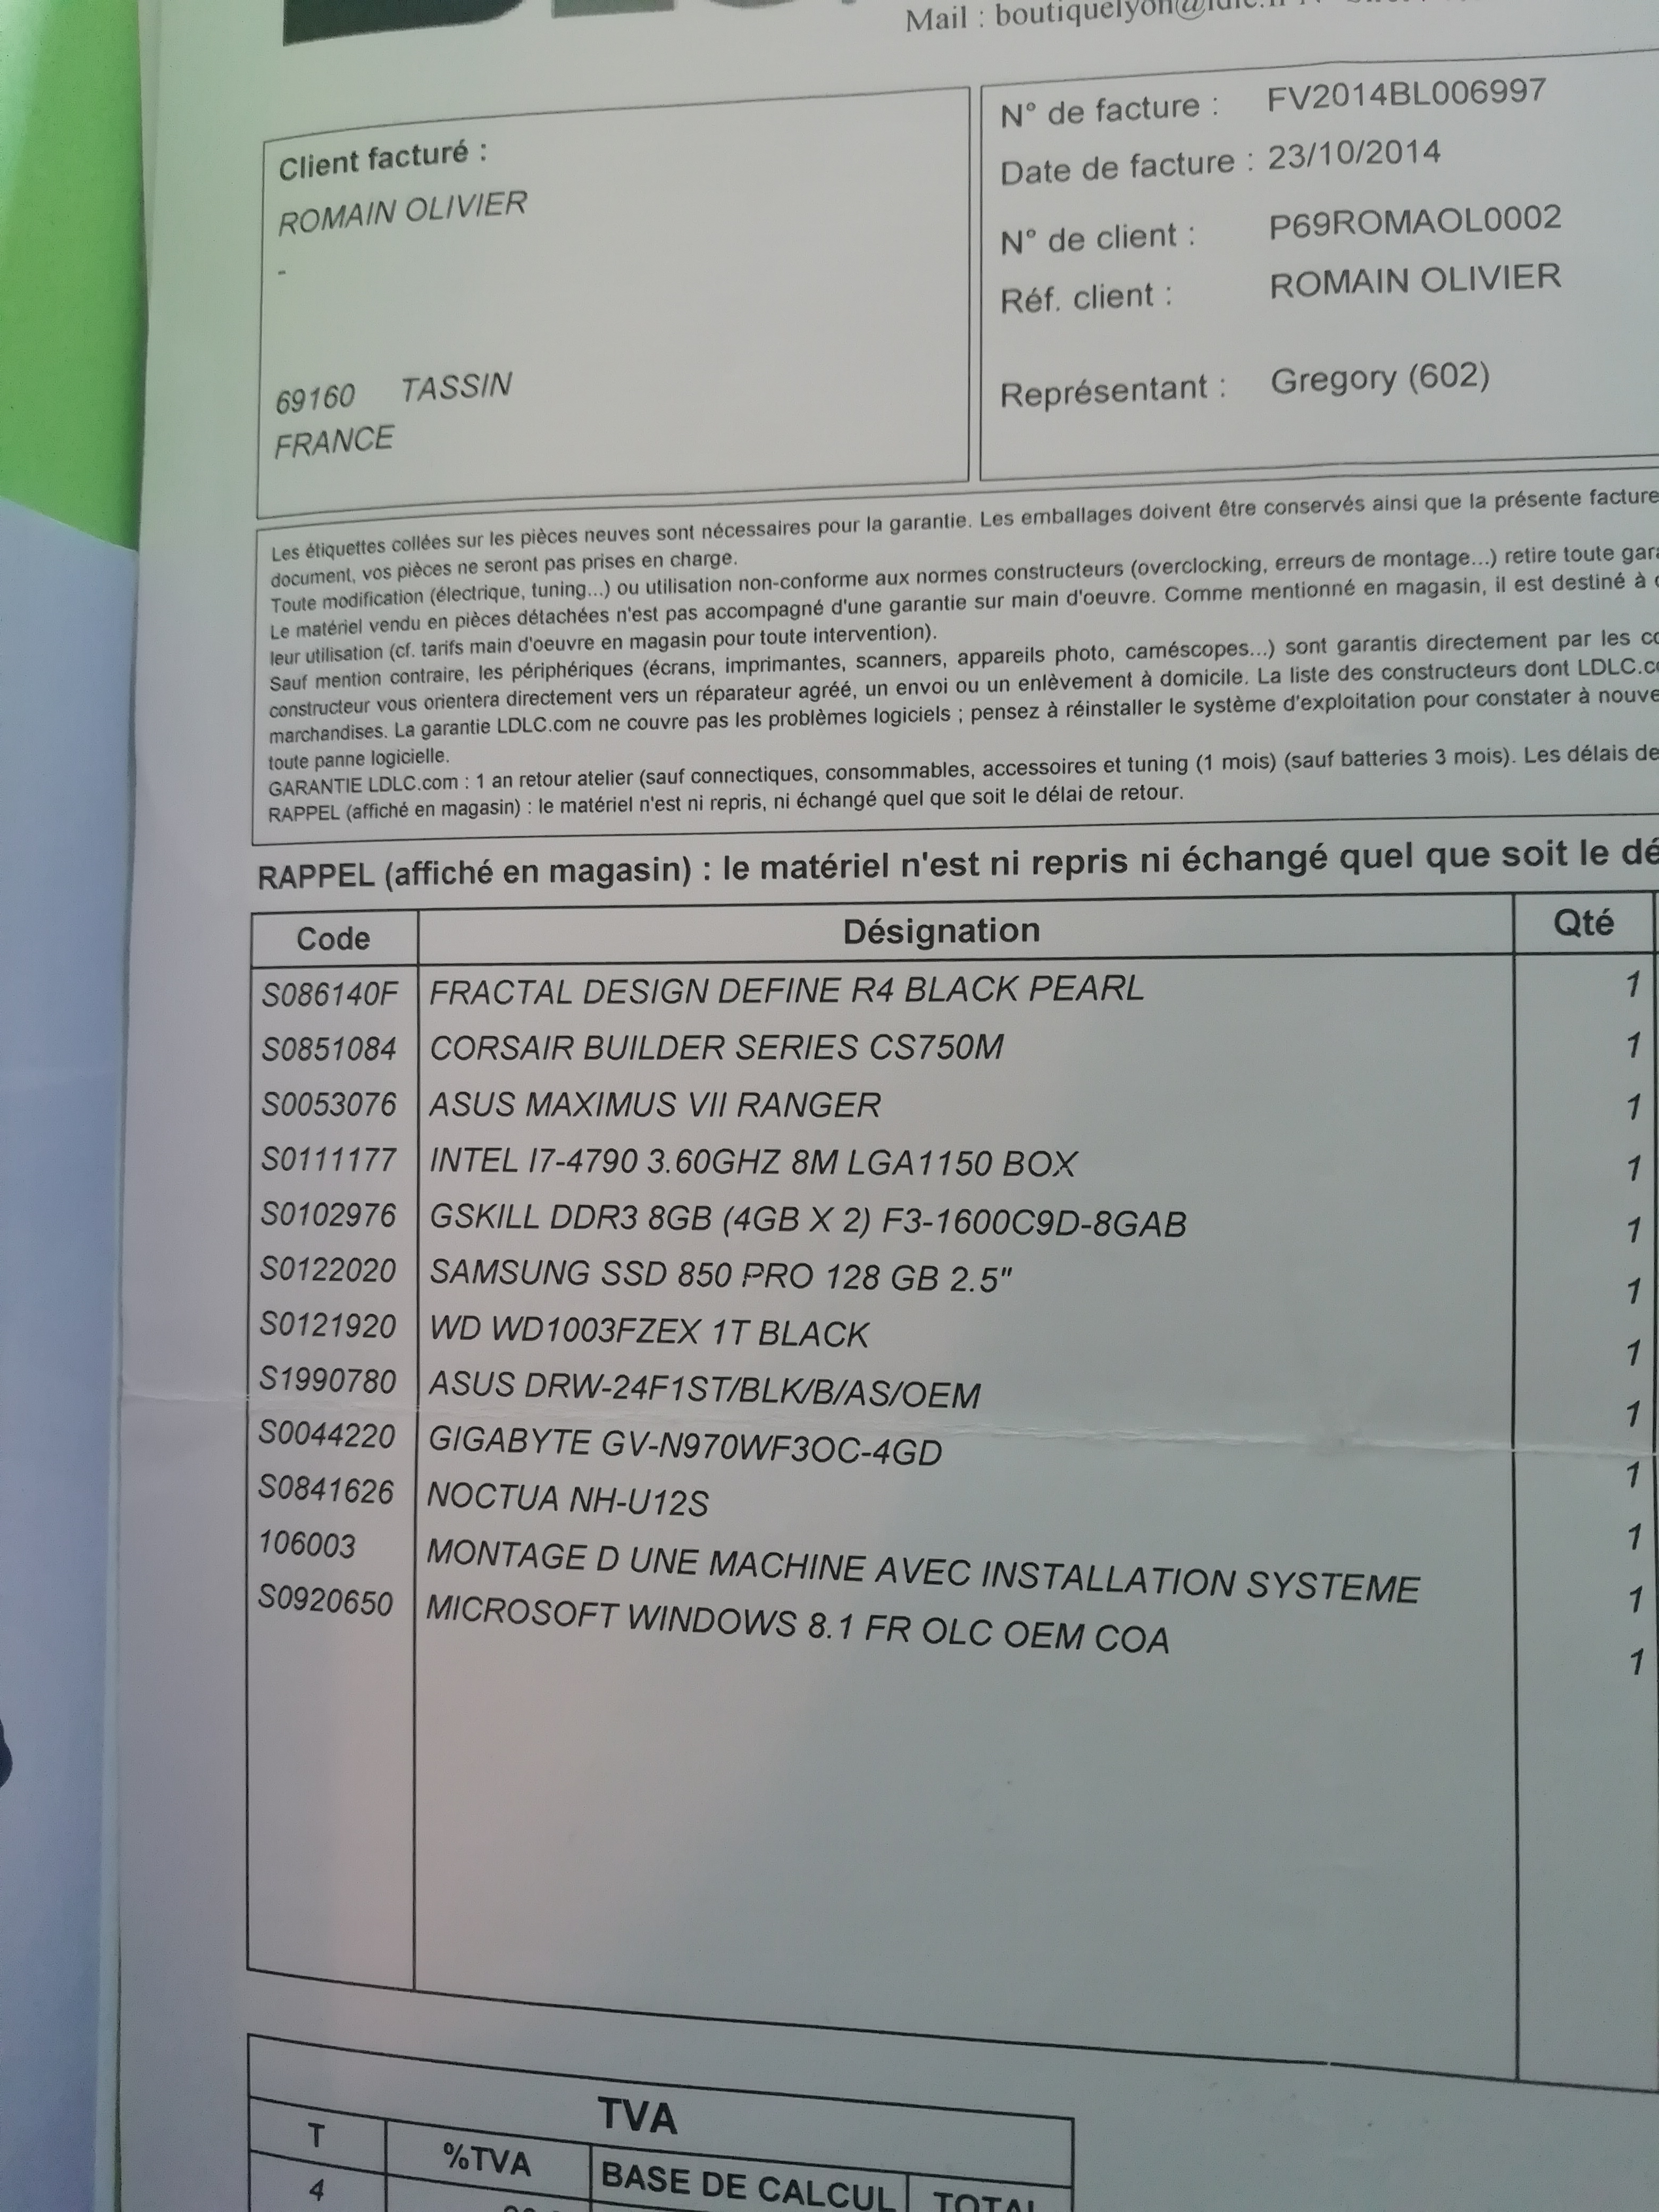 Mail : boutiquelyon@ldlc.fr
Client facturé :
ROMAIN OLIVIER
-
69160 TASSIN
FRANCE
N° de facture : FV2014BL006997
Date de facture : 23/10/2014
N° de client : P69ROMAOL0002
Réf. client : ROMAIN OLIVIER
Représentant : Gregory (602)
Les étiquettes collées sur les pièces neuves sont nécessaires pour la garantie. Les emballages doivent être conservés ainsi que la présente facture
document, vos pièces ne seront pas prises en charge.
Toute modification (électrique, tuning...) ou utilisation non-conforme aux normes constructeurs (overclocking, erreurs de montage...) retire toute
Le matériel vendu en pièces détachées n'est pas accompagné d'une garantie sur main d'oeuvre. Comme mentionné en magasin, il est destiné à
leur utilisation (cf. tarifs main d'oeuvre en magasin pour toute intervention).
Sauf mention contraire, les périphériques (écrans, imprimantes, scanners, appareils photo, caméscopes...) sont garantis directement par les
constructeur vous orientera directement vers un réparateur agréé, un envoi ou un enlèvement à domicile. La liste des constructeurs dont
marchandises. La garantie LDLC.com ne couvre pas les problèmes logiciels ; pensez à réinstaller le système d'exploitation pour constater à
toute panne logicielle.
GARANTIE LDLC.com : 1 an retour atelier (sauf connectiques, consommables, accessoires et tuning (1 mois) (sauf batteries 3 mois). Les délais de
RAPPEL (affiché en magasin) : le matériel n'est ni repris, ni échangé quel que soit le délai de retour.
RAPPEL (affiché en magasin) : le matériel n'est ni repris ni échangé quel que soit le dé
Code Désignation Qté
S086140F FRACTAL DESIGN DEFINE R4 BLACK PEARL 1
S0851084 CORSAIR BUILDER SERIES CS750M 1
S0053076 ASUS MAXIMUS VII RANGER 1
S0111177 INTEL I7-4790 3.60GHZ 8M LGA1150 BOX 1
S0102976 GSKILL DDR3 8GB (4GB X 2) F3-1600C9D-8GAB 1
S0122020 SAMSUNG SSD 850 PRO 128 GB 2.5" 1
S0121920 WD WD1003FZEX 1T BLACK 1
S1990780 ASUS DRW-24F1ST/BLK/B/AS/OEM 1
S0044220 GIGABYTE GV-N970WF3OC-4GD 1
S0841626 NOCTUA NH-U12S 1
106003 MONTAGE D UNE MACHINE AVEC INSTALLATION SYSTEME 1
S0920650 MICROSOFT WINDOWS 8.1 FR OLC OEM COA 1
TVA
T %TVA BASE DE CALCUL TOTAL
4